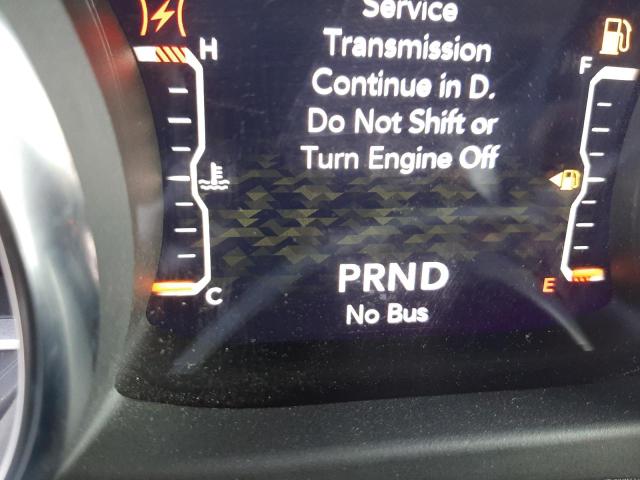 Service
Transmission
Continue in D.
Do Not Shift or
Turn Engine Off
H
F
C
E
PRND
No Bus